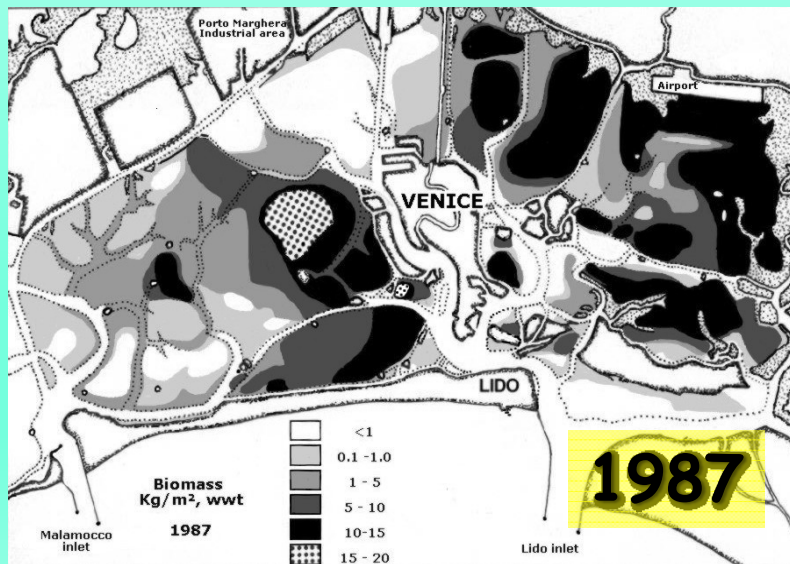 Porto Marghera
Industrial area
Airport
VENICE
LIDO
<1
0.1 -1.0
1 - 5
5 - 10
10-15
15 - 20
Biomass
Kg/m², wwt
1987
Malamocco
inlet
Lido inlet
1987